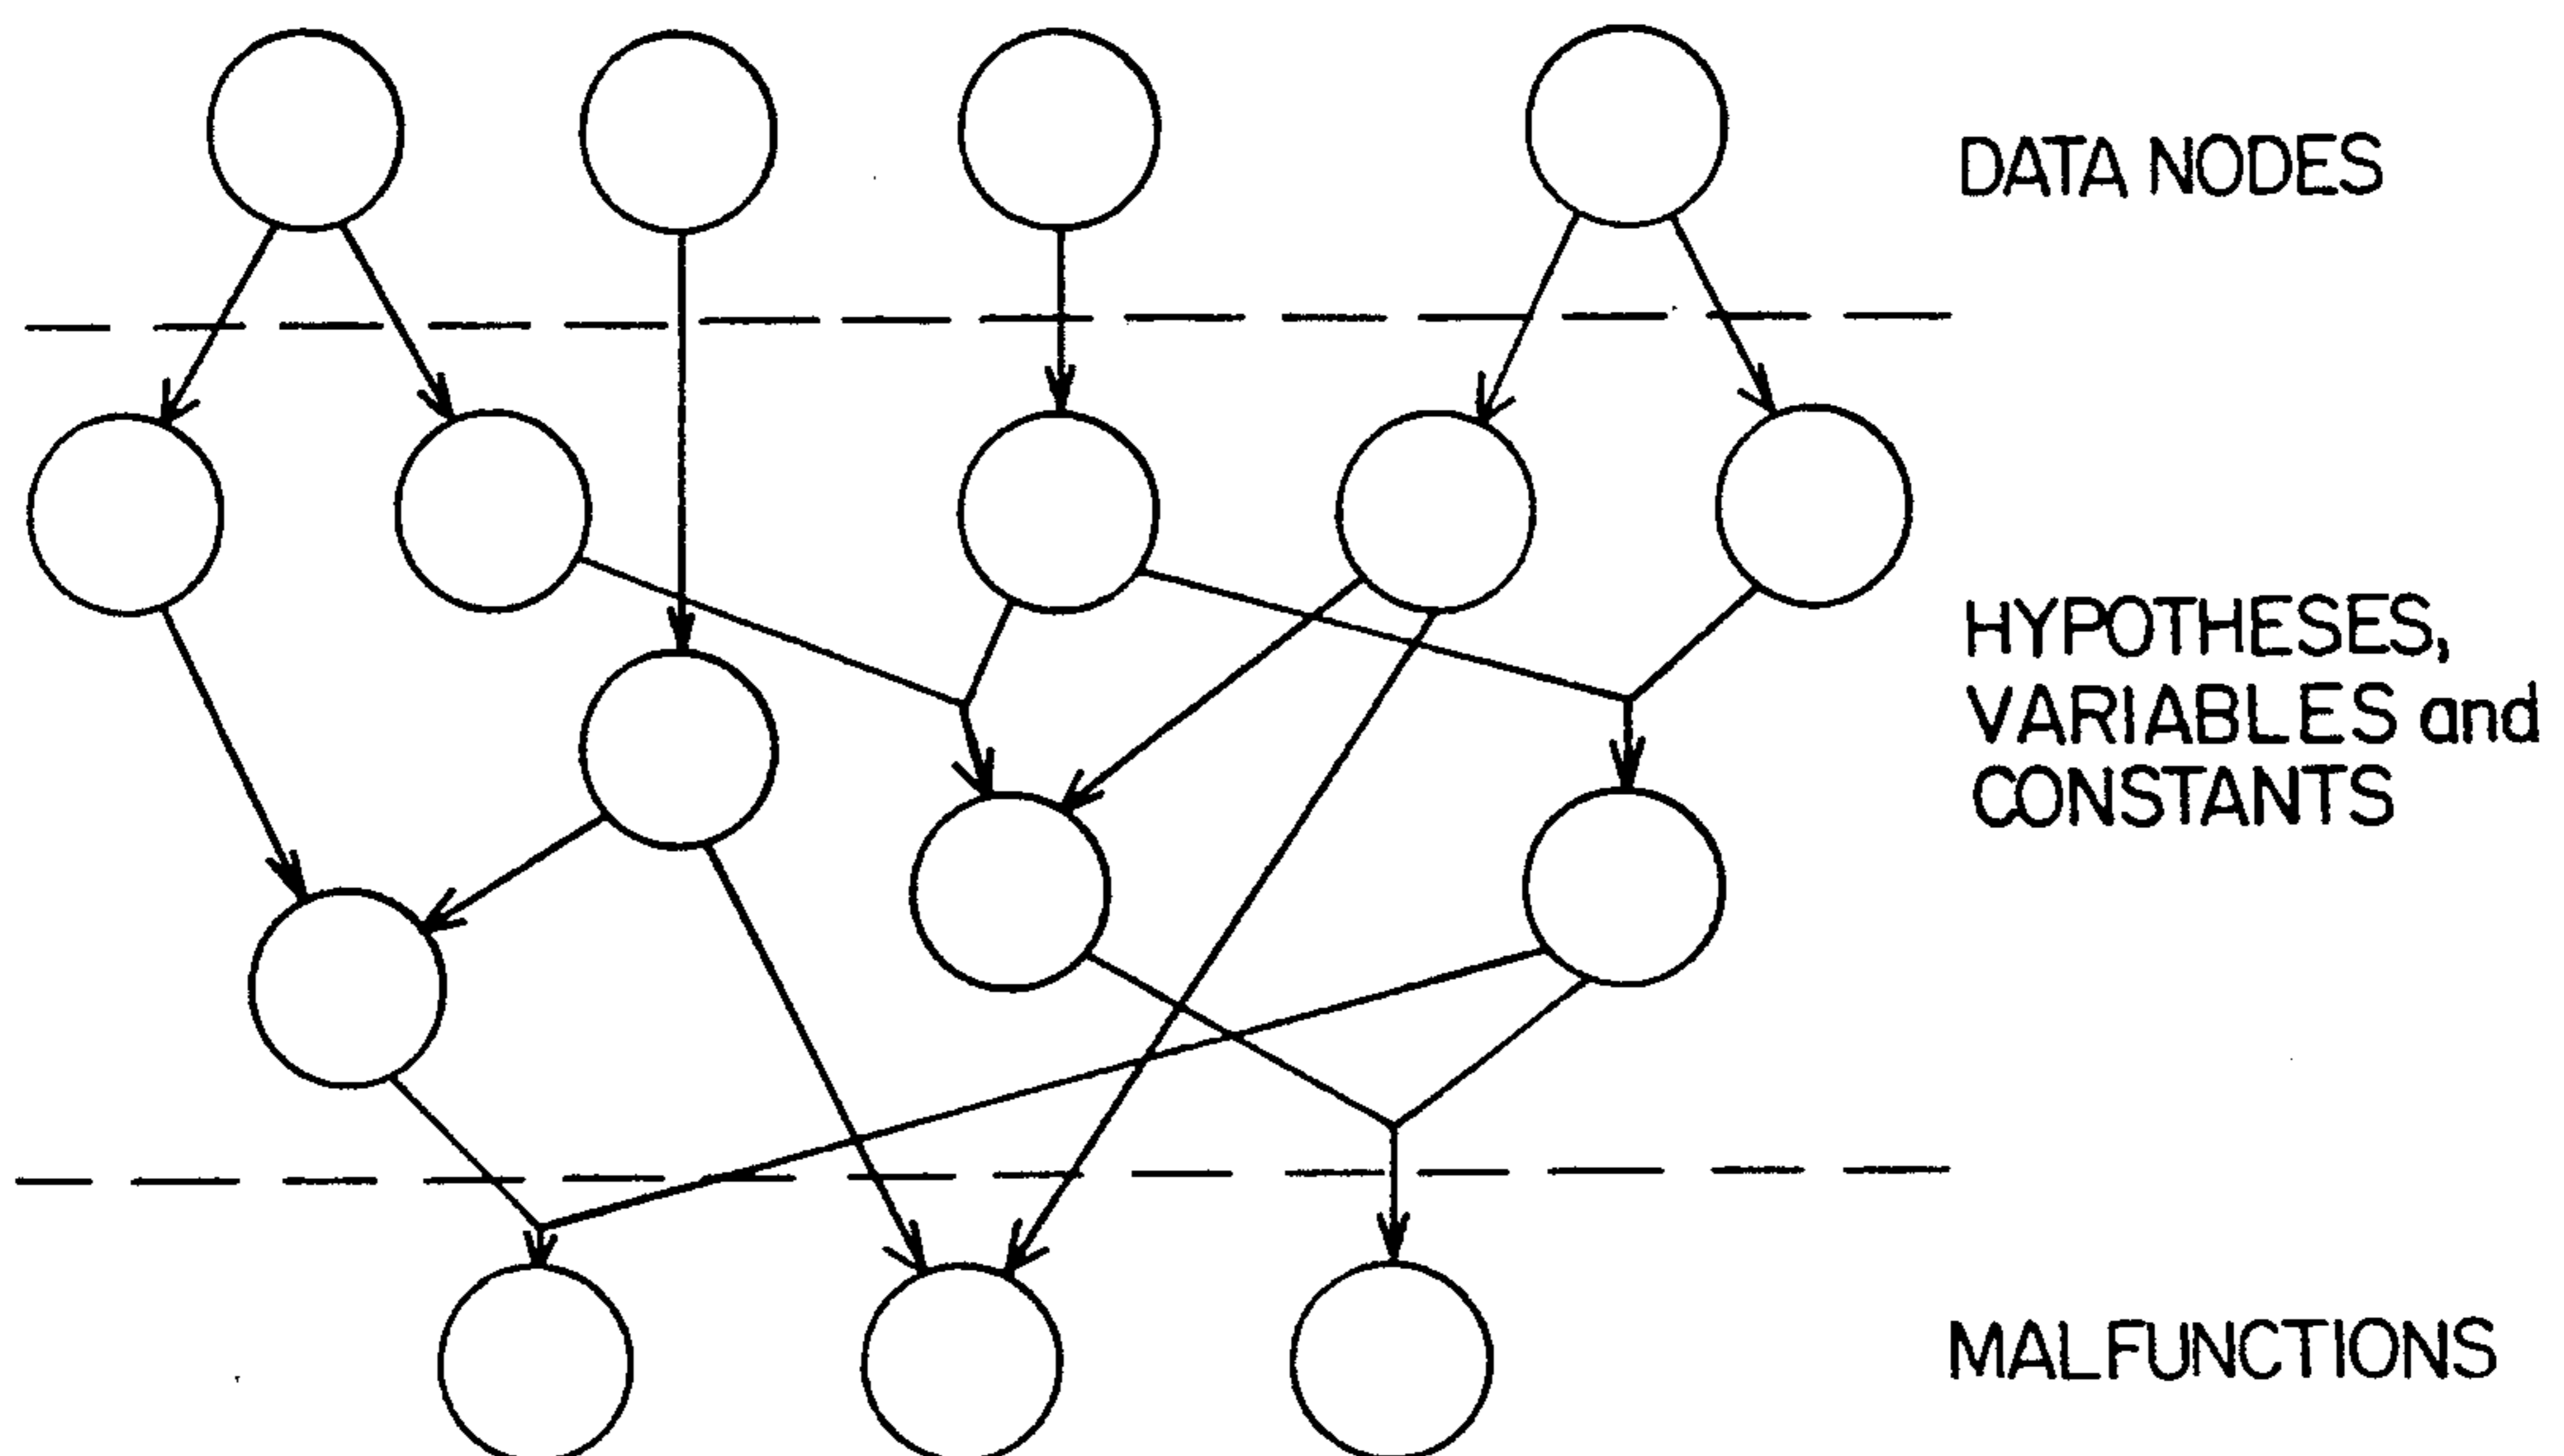 DATA NODES
HYPOTHESES,
VARIABLES and
CONSTANTS
MALFUNCTIONS